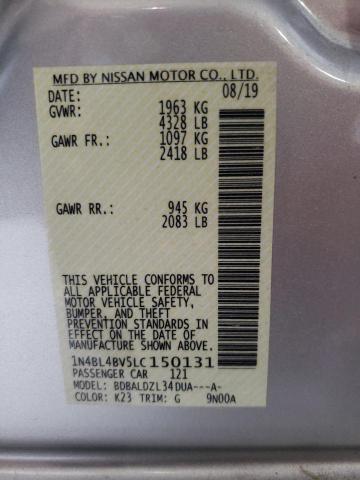 MFD BY NISSAN MOTOR CO., LTD.
DATE: 08/19
GVWR: 1963 KG
4328 LB
GAWR FR.: 1097 KG
2418 LB
GAWR RR.: 945 KG
2083 LB
THIS VEHICLE CONFORMS TO
ALL APPLICABLE FEDERAL
MOTOR VEHICLE SAFETY,
BUMPER, AND THEFT
PREVENTION STANDARDS IN
EFFECT ON THE DATE OF
MANUFACTURE SHOWN ABOVE.
1N4BL4BV5LC150131
PASSENGER CAR 121
MODEL: BDBALDZL34DUA---A-
COLOR: K23 TRIM: G 9N00A